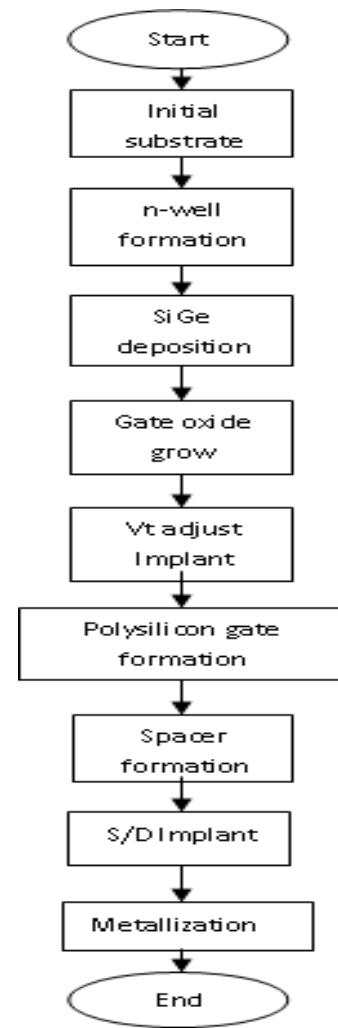 Start
Initial
substrate
n-well
formation
SiGe
deposition
Gate oxide
grow
Vt adjust
Implant
Polysilicon gate
formation
Spacer
formation
S/D Implant
Metallization
End